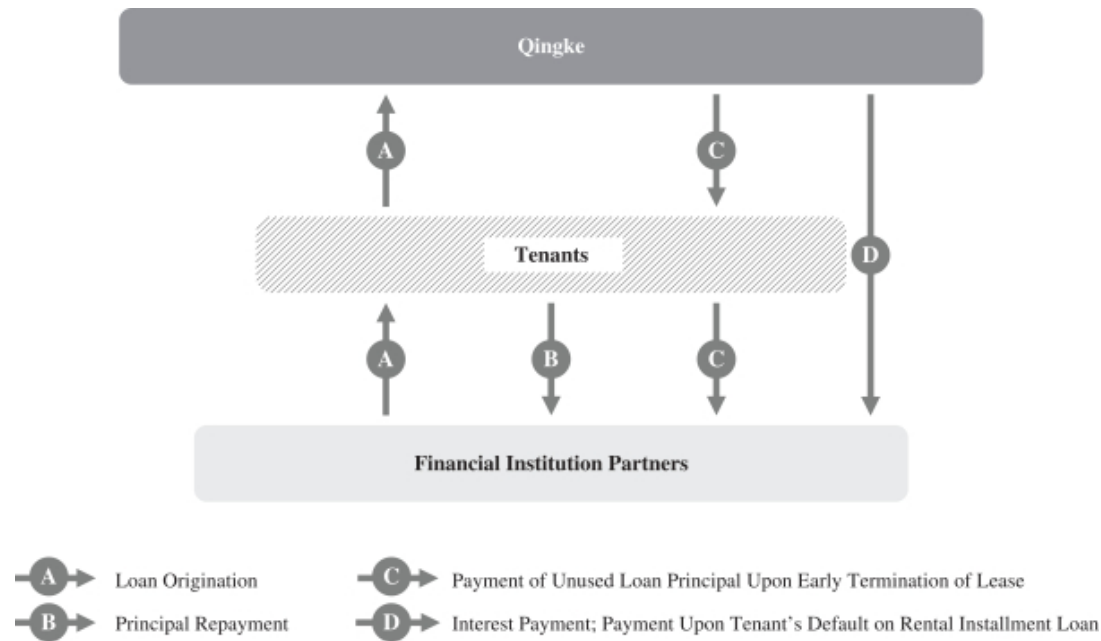 Qingke
A
C
Tenants
D
A
B
C
Financial Institution Partners
A Loan Origination
C Payment of Unused Loan Principal Upon Early Termination of Lease
B Principal Repayment
D Interest Payment; Payment Upon Tenant's Default on Rental Installment Loan